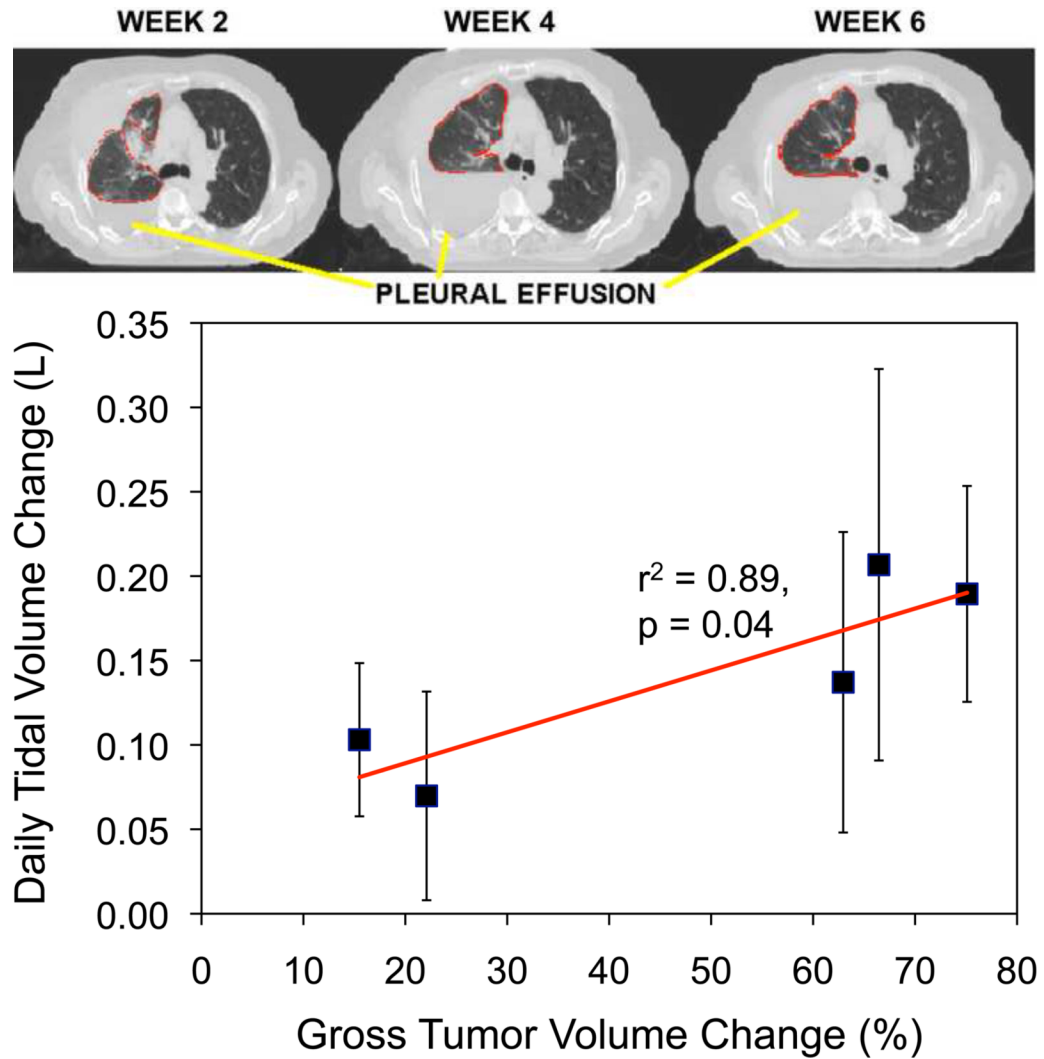 WEEK 2 WEEK 4 WEEK 6
PLEURAL EFFUSION
Daily Tidal Volume Change (L)
0.35
0.30
0.25
0.20
0.15
0.10
0.05
0.00
r² = 0.89,
p = 0.04
0 10 20 30 40 50 60 70 80
Gross Tumor Volume Change (%)